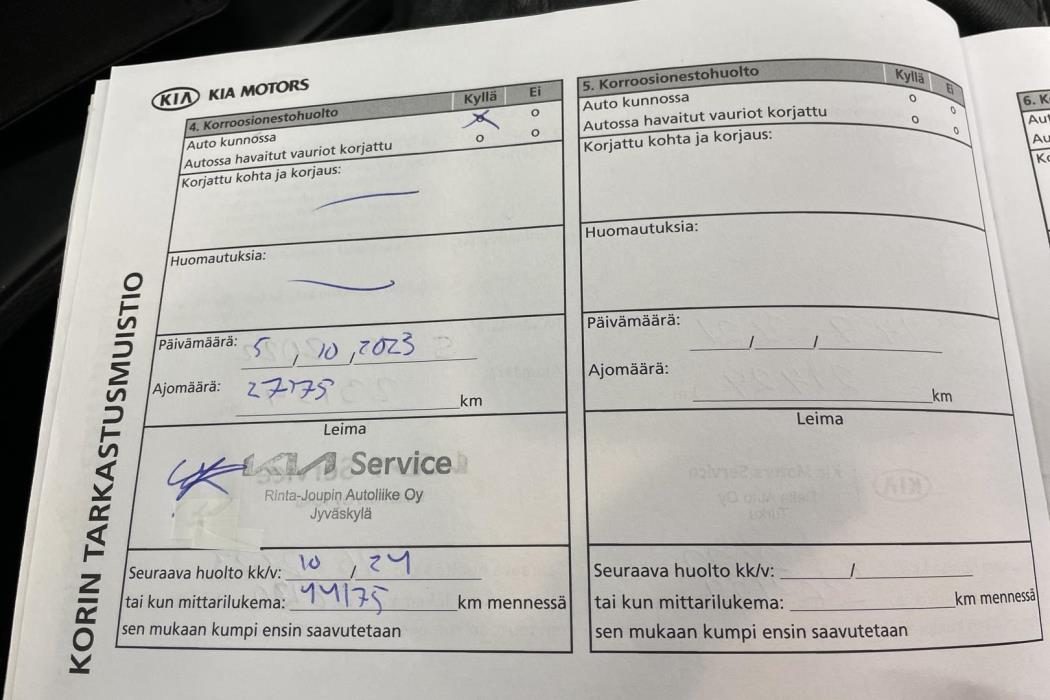 KIA KIA MOTORS
KORIN TARKASTUSMUISTIO
4. Korroosionestohuolto Kyllä Ei
Auto kunnossa
Autossa havaitut vauriot korjattu
Korjattu kohta ja korjaus:
Huomautuksia:
Päivämäärä: 5 , 10 , 2023
Ajomäärä: 27175 km
Leima
KIA Service
Rinta-Joupin Autoliike Oy
Jyväskylä
Seuraava huolto kk/v: 10 / 24
tai kun mittarilukema: 44175 km mennessä
sen mukaan kumpi ensin saavutetaan
5. Korroosionestohuolto Kyllä Ei
Auto kunnossa
Autossa havaitut vauriot korjattu
Korjattu kohta ja korjaus:
Huomautuksia:
Päivämäärä: / /
Ajomäärä: km
Leima
Seuraava huolto kk/v: /
tai kun mittarilukema: km mennessä
sen mukaan kumpi ensin saavutetaan
6.